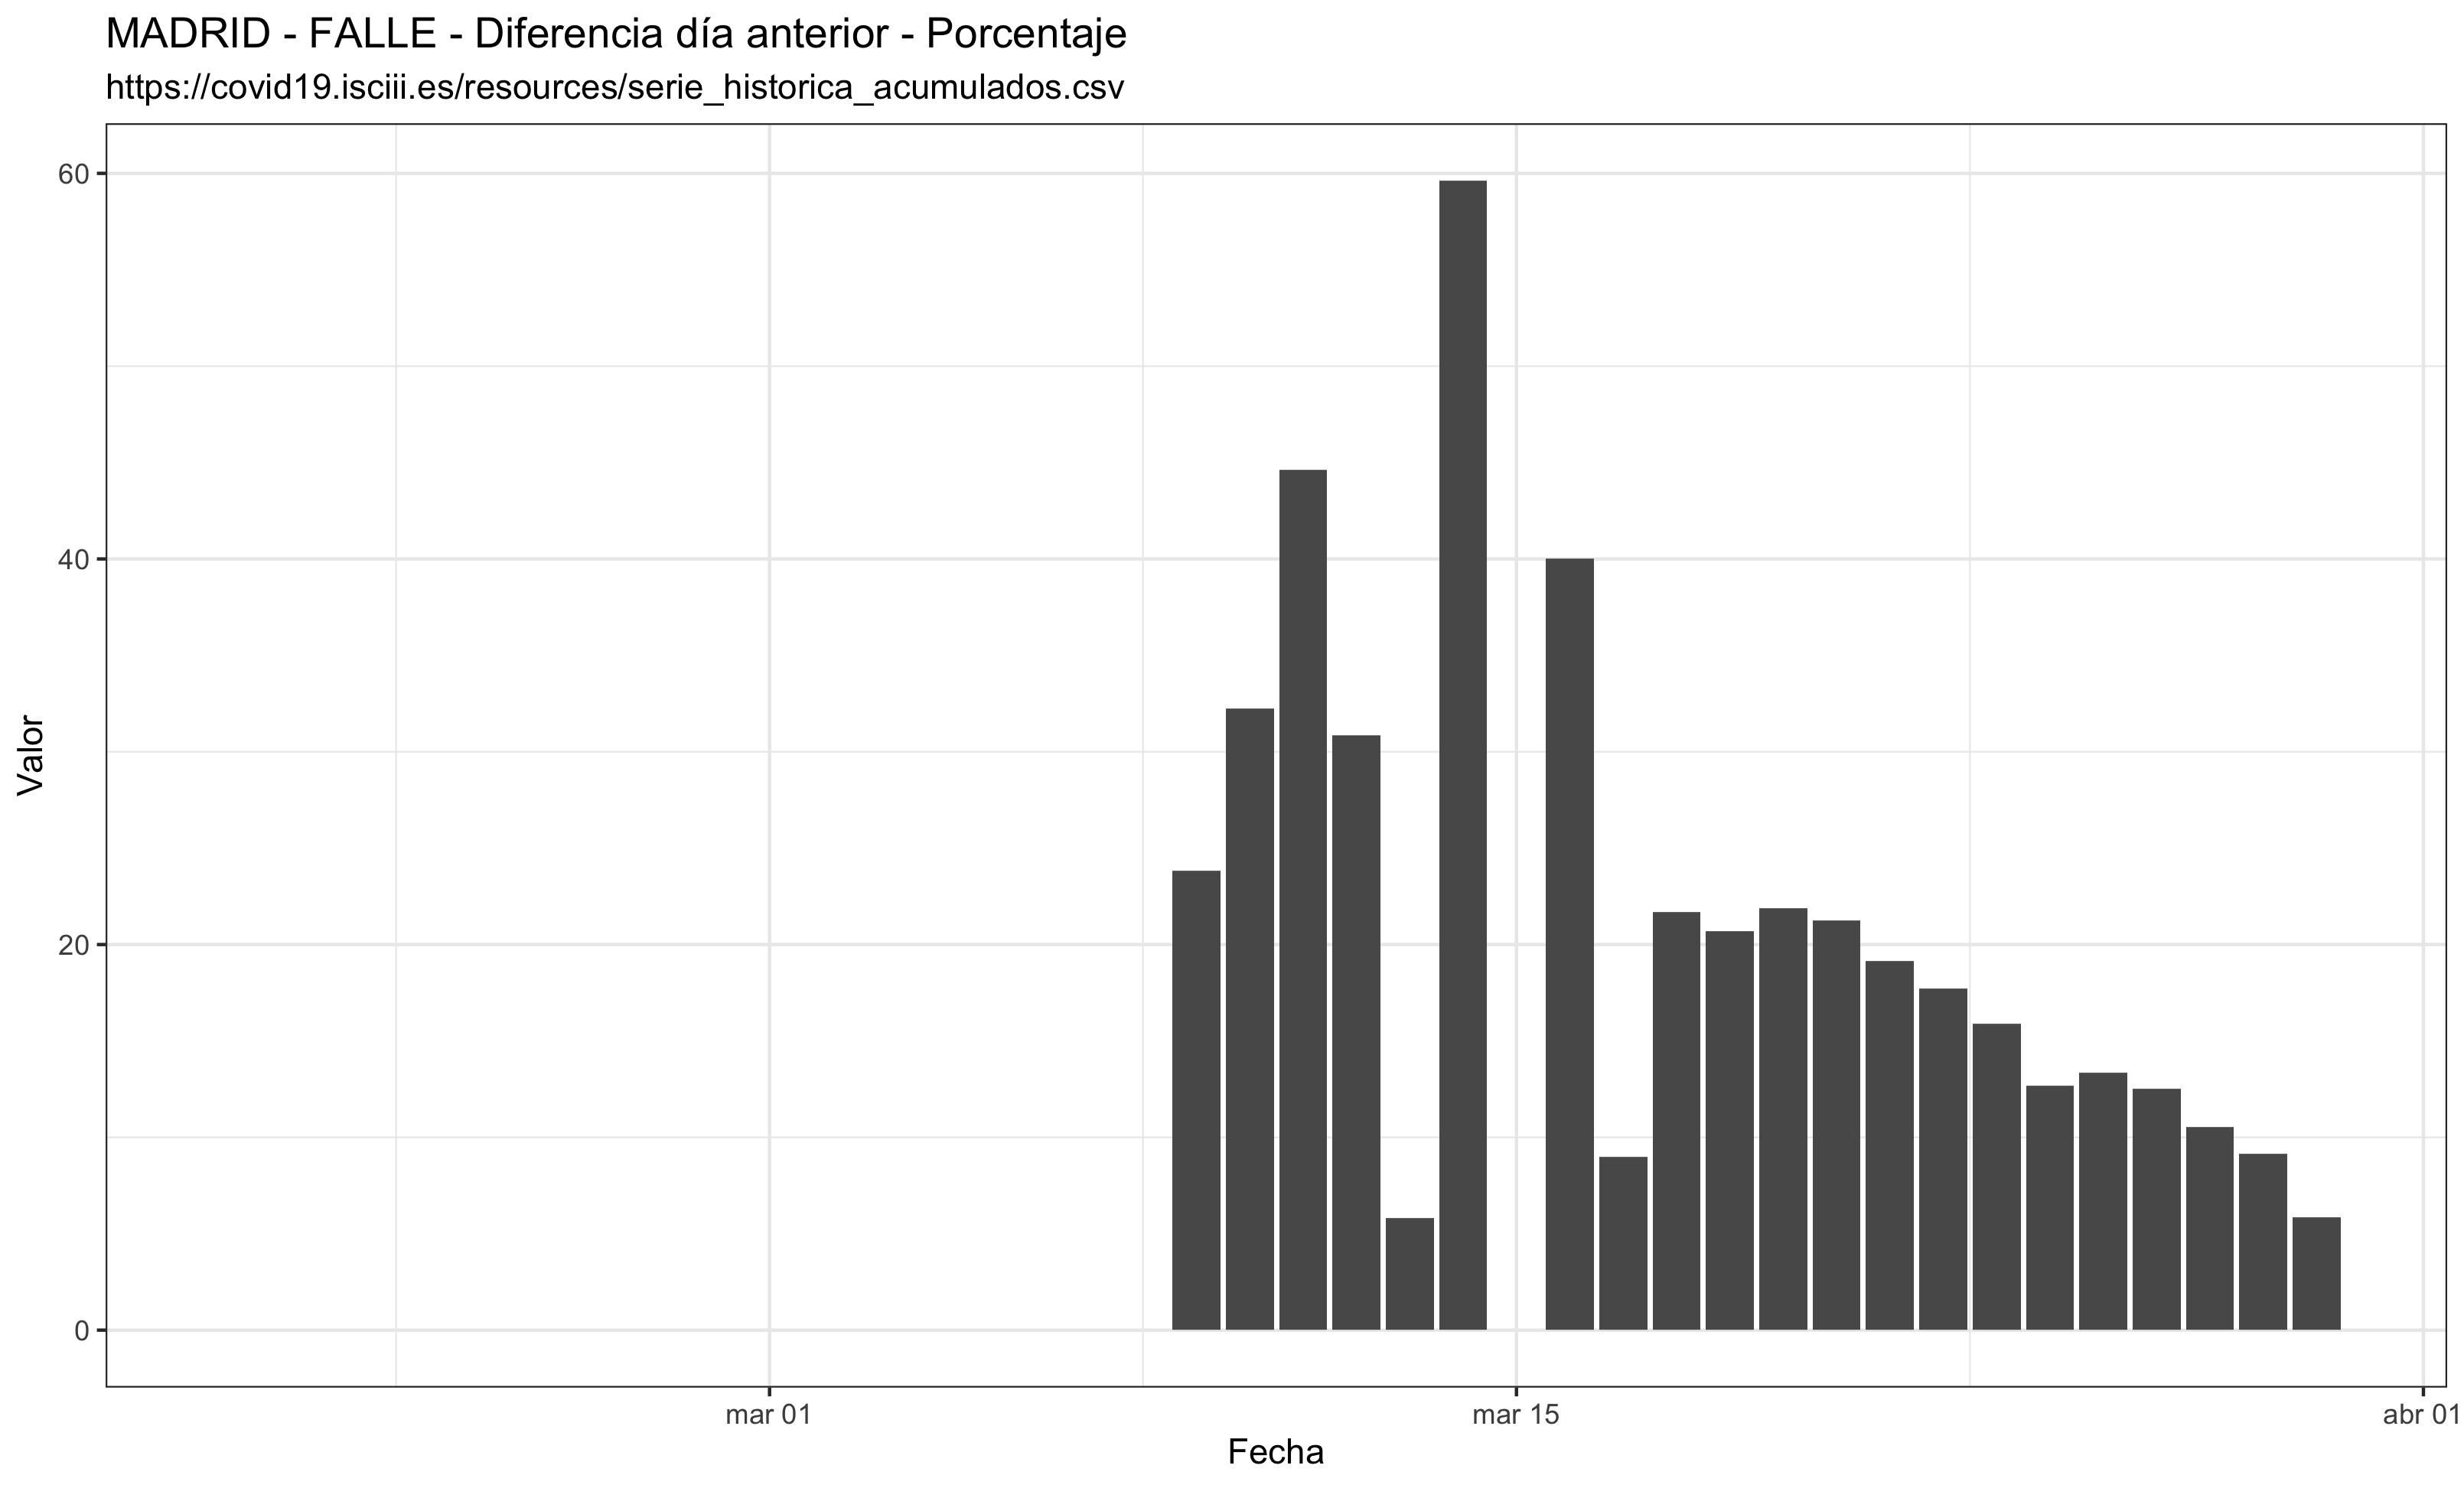 MADRID - FALLE - Diferencia día anterior - Porcentaje
https://covid19.isciii.es/resources/serie_historica_acumulados.csv
60
40
20
0
Valor
mar 01
mar 15
abr 01
Fecha